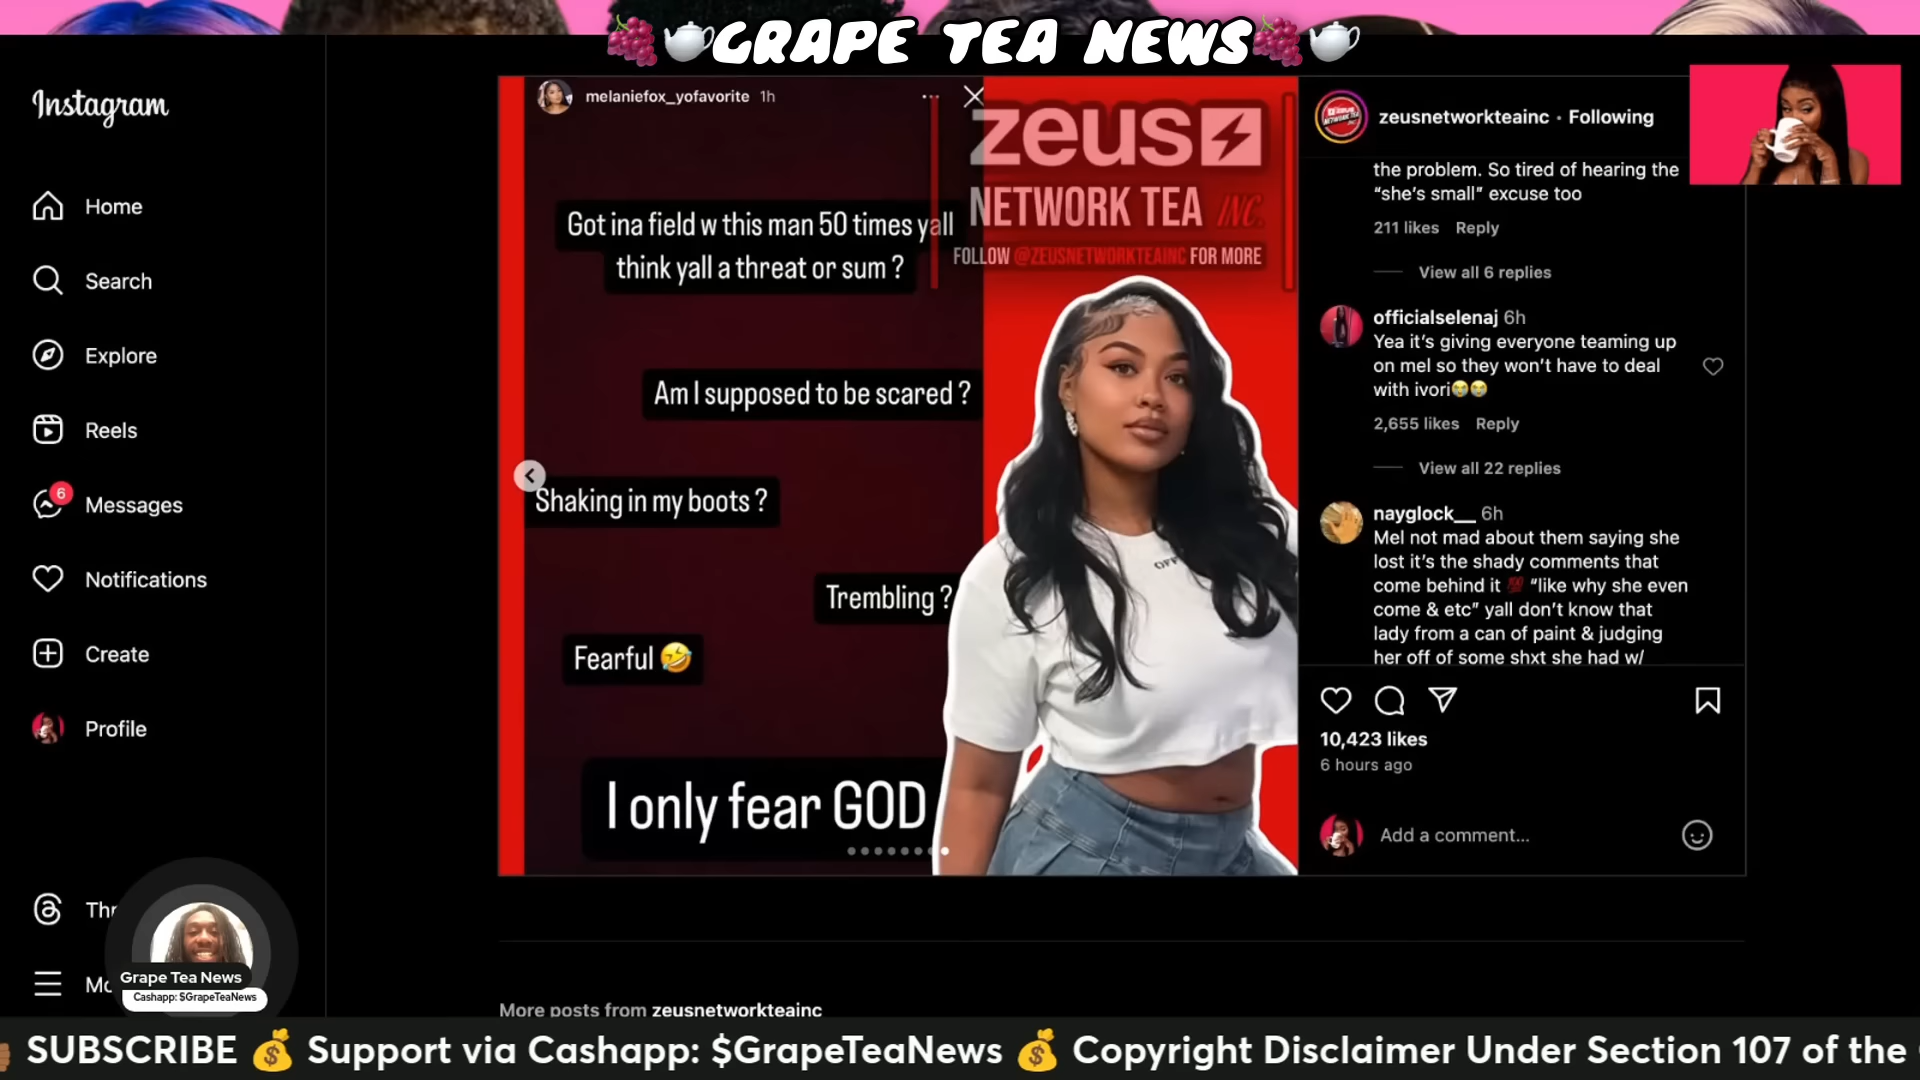 GRAPE TEA NEWS
Instagram
Home
Search
Explore
Reels
6
Messages
Notifications
Create
Profile
Grape Tea News
Cashapp: $GrapeTeaNews
melaniefox_yofavorite 1h
Got ina field w this man 50 times yall
think yall a threat or sum ?
Am I supposed to be scared ?
Shaking in my boots ?
Trembling ?
Fearful 🤣
I only fear GOD
zeus
NETWORK TEA INC.
FOLLOW @ZEUSNETWORKTEAINC FOR MORE
OFF
zeusnetworkteainc • Following
the problem. So tired of hearing the
“she’s small” excuse too
211 likes Reply
View all 6 replies
officialselenaj 6h
Yea it’s giving everyone teaming up
on mel so they won’t have to deal
with ivori😭😭
2,655 likes Reply
View all 22 replies
nayglock__ 6h
Mel not mad about them saying she
lost it’s the shady comments that
come behind it 💯 “like why she even
come & etc” yall don’t know that
lady from a can of paint & judging
her off of some shxt she had w/
10,423 likes
6 hours ago
Add a comment...
More posts from zeusnetworkteainc
SUBSCRIBE 💰 Support via Cashapp: $GrapeTeaNews 💰 Copyright Disclaimer Under Section 107 of the